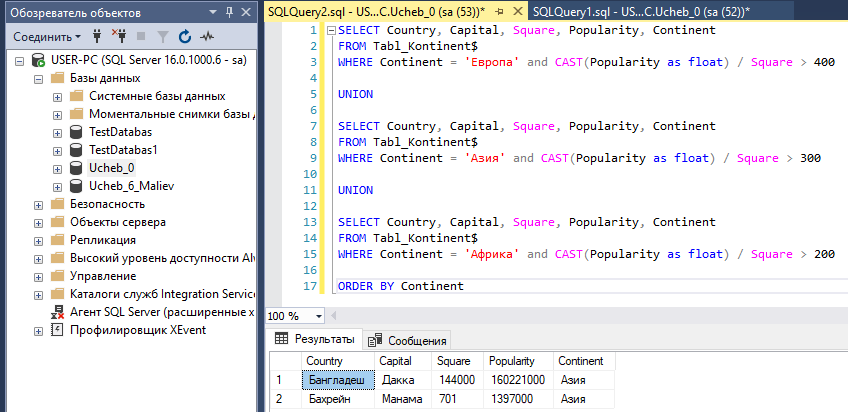 Обозреватель объектов
Соединить
USER-PC (SQL Server 16.0.1000.6 - sa)
Базы данных
Системные базы данных
Моментальные снимки базы д
TestDatabas
TestDatabas1
Ucheb_0
Ucheb_6_Maliev
Безопасность
Объекты сервера
Репликация
Высокий уровень доступности Al
Управление
Каталоги служб Integration Service
Агент SQL Server (расширенные х
Профилировщик XEvent
SQLQuery2.sql - US...C.Ucheb_0 (sa (53))*
SQLQuery1.sql - US...C.Ucheb_0 (sa (52))*
1 SELECT Country, Capital, Square, Popularity, Continent
2 FROM Tabl_Kontinent$
3 WHERE Continent = 'Европа' and CAST(Popularity as float) / Square > 400
4
5 UNION
6
7 SELECT Country, Capital, Square, Popularity, Continent
8 FROM Tabl_Kontinent$
9 WHERE Continent = 'Азия' and CAST(Popularity as float) / Square > 300
10
11 UNION
12
13 SELECT Country, Capital, Square, Popularity, Continent
14 FROM Tabl_Kontinent$
15 WHERE Continent = 'Африка' and CAST(Popularity as float) / Square > 200
16
17 ORDER BY Continent
100 %
Результаты Сообщения
Country Capital Square Popularity Continent
1 Бангладеш Дакка 144000 160221000 Азия
2 Бахрейн Манама 701 1397000 Азия